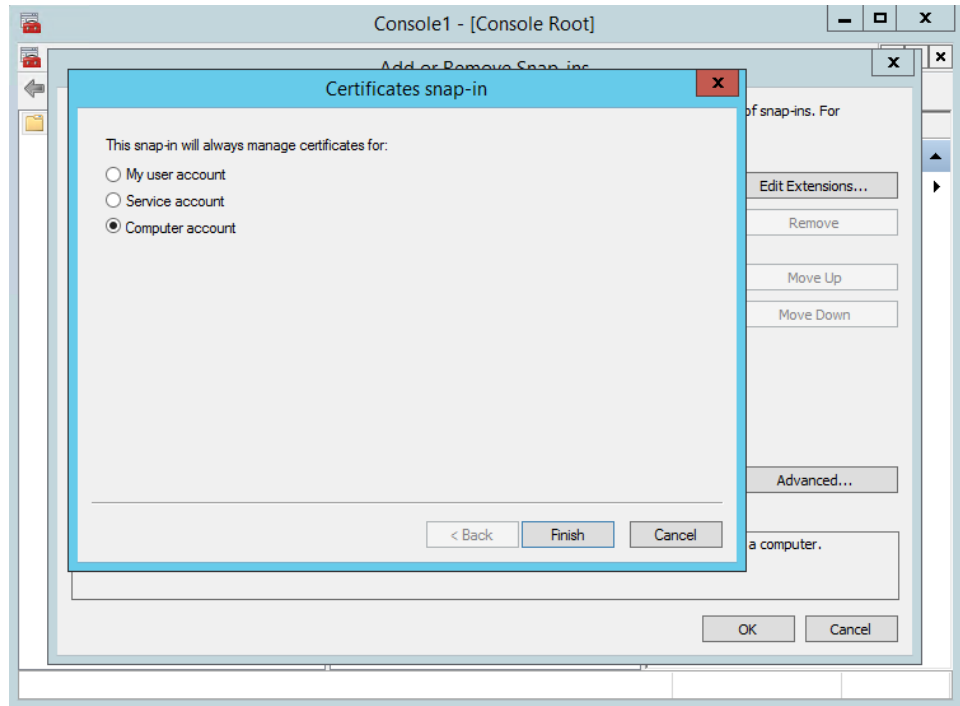 Console1 - [Console Root]
Add or Remove Snap-ins
Certificates snap-in
of snap-ins. For
This snap-in will always manage certificates for:
My user account
Service account
Computer account
Edit Extensions...
Remove
Move Up
Move Down
Advanced...
< Back
Finish
Cancel
a computer.
OK
Cancel